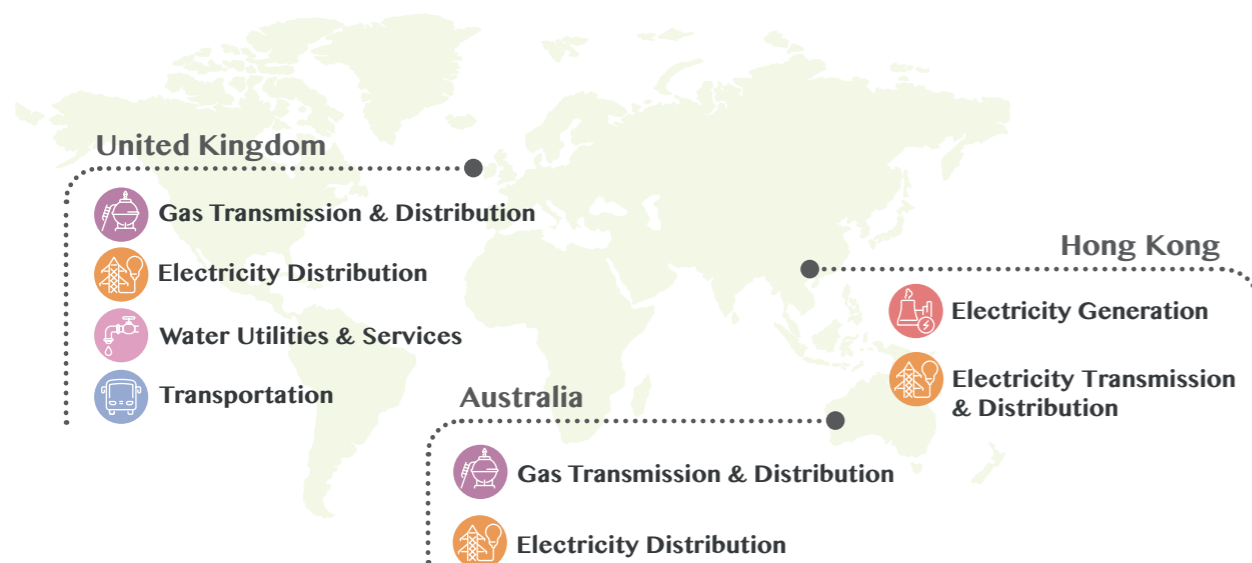 United Kingdom
Gas Transmission & Distribution
Electricity Distribution
Water Utilities & Services
Transportation
Hong Kong
Electricity Generation
Electricity Transmission
& Distribution
Australia
Gas Transmission & Distribution
Electricity Distribution